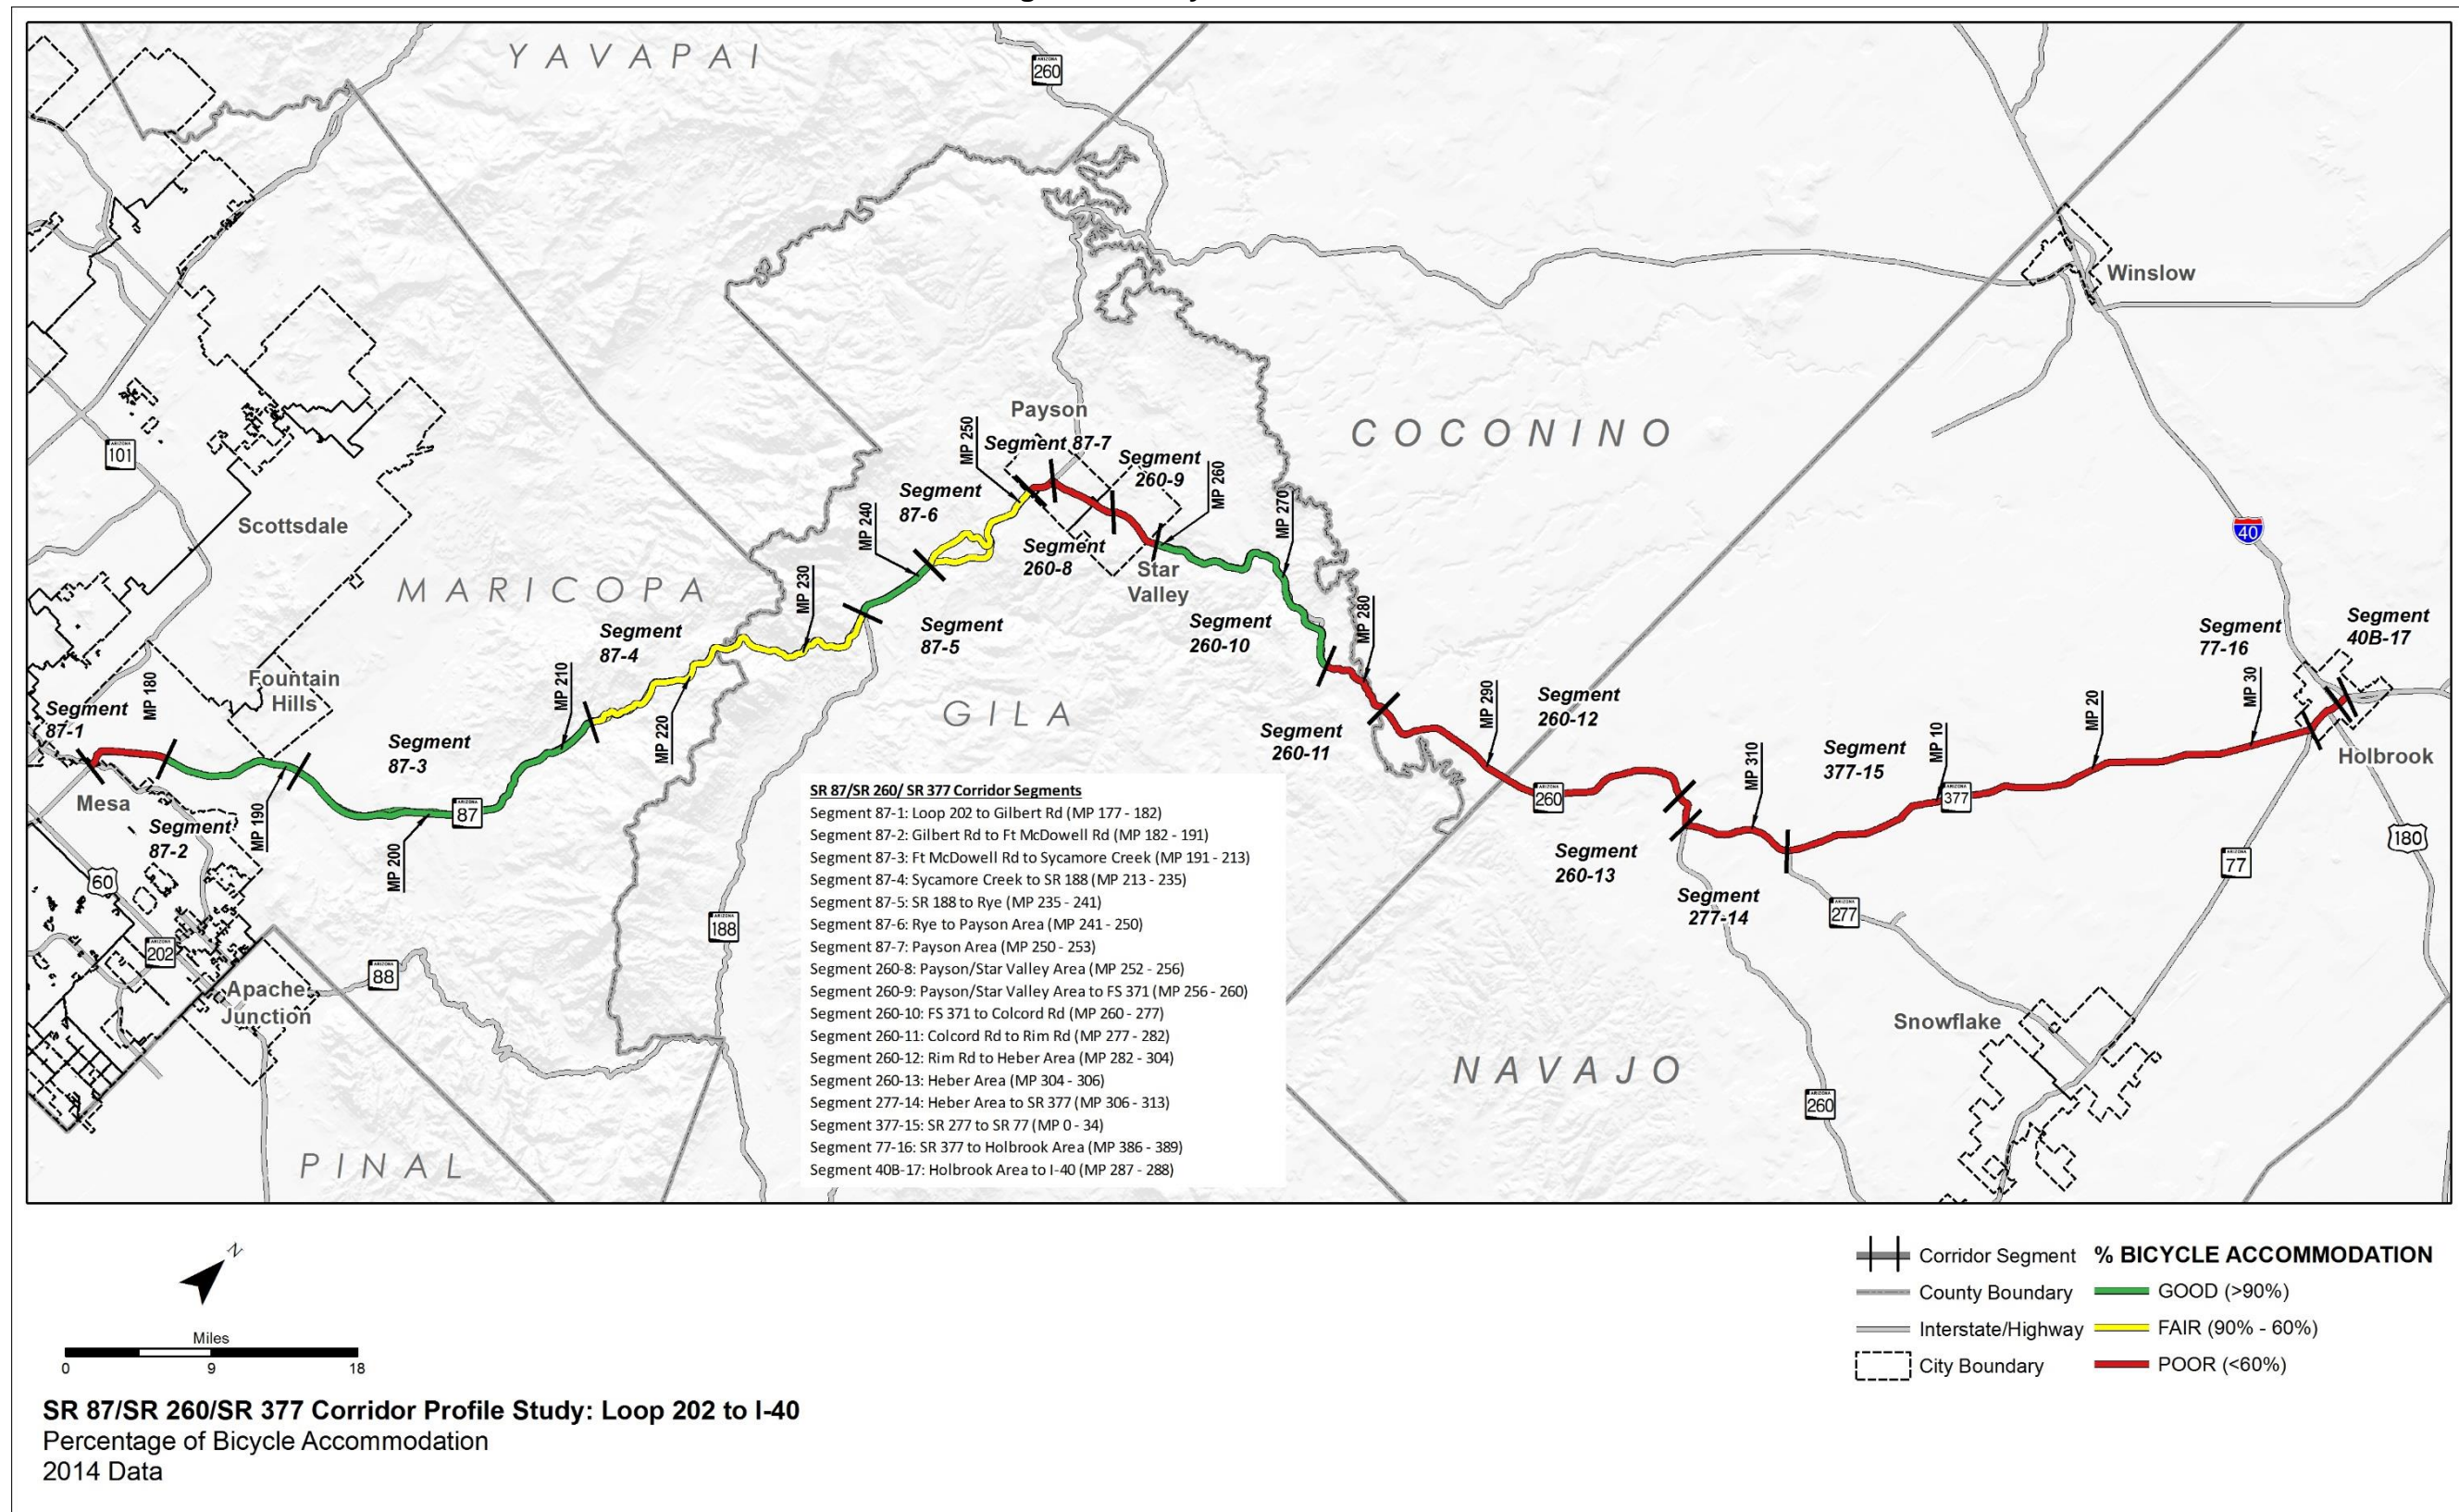 YAVAPAI
ARIZONA
260
Winslow
COCONINO
Payson
MP 250
Segment 87-7
Segment
260-9
MP 260
MP 270
ARIZONA
101
Segment
87-6
MP 240
Scottsdale
40
Segment
260-8
Star
Valley
MARICOPA
MP 230
Segment
87-4
Segment
87-5
Segment
260-10
MP 280
Segment
77-16
Segment
40B-17
Fountain
Hills
MP 180
MP 210
Segment
87-1
GILA
MP 220
MP 290
Segment
260-12
MP 30
MP 20
MP 10
Segment
260-11
Segment
87-3
MP 310
Segment
377-15
Holbrook
Mesa
MP 190
ARIZONA
87
ARIZONA
260
ARIZONA
377
Segment
87-2
MP 200
Segment
260-13
180
ARIZONA
77
60
Segment
277-14
ARIZONA
277
ARIZONA
188
ARIZONA
202
ARIZONA
88
Apache
Junction
Snowflake
NAVAJO
ARIZONA
260
PINAL
SR 87/SR 260/ SR 377 Corridor Segments
Segment 87-1: Loop 202 to Gilbert Rd (MP 177 - 182)
Segment 87-2: Gilbert Rd to Ft McDowell Rd (MP 182 - 191)
Segment 87-3: Ft McDowell Rd to Sycamore Creek (MP 191 - 213)
Segment 87-4: Sycamore Creek to SR 188 (MP 213 - 235)
Segment 87-5: SR 188 to Rye (MP 235 - 241)
Segment 87-6: Rye to Payson Area (MP 241 - 250)
Segment 87-7: Payson Area (MP 250 - 253)
Segment 260-8: Payson/Star Valley Area (MP 252 - 256)
Segment 260-9: Payson/Star Valley Area to FS 371 (MP 256 - 260)
Segment 260-10: FS 371 to Colcord Rd (MP 260 - 277)
Segment 260-11: Colcord Rd to Rim Rd (MP 277 - 282)
Segment 260-12: Rim Rd to Heber Area (MP 282 - 304)
Segment 260-13: Heber Area (MP 304 - 306)
Segment 277-14: Heber Area to SR 377 (MP 306 - 313)
Segment 377-15: SR 277 to SR 77 (MP 0 - 34)
Segment 77-16: SR 377 to Holbrook Area (MP 386 - 389)
Segment 40B-17: Holbrook Area to I-40 (MP 287 - 288)
N
Miles
0 9 18
Corridor Segment
County Boundary
Interstate/Highway
City Boundary
% BICYCLE ACCOMMODATION
GOOD (>90%)
FAIR (90% - 60%)
POOR (<60%)
SR 87/SR 260/SR 377 Corridor Profile Study: Loop 202 to I-40
Percentage of Bicycle Accommodation
2014 Data